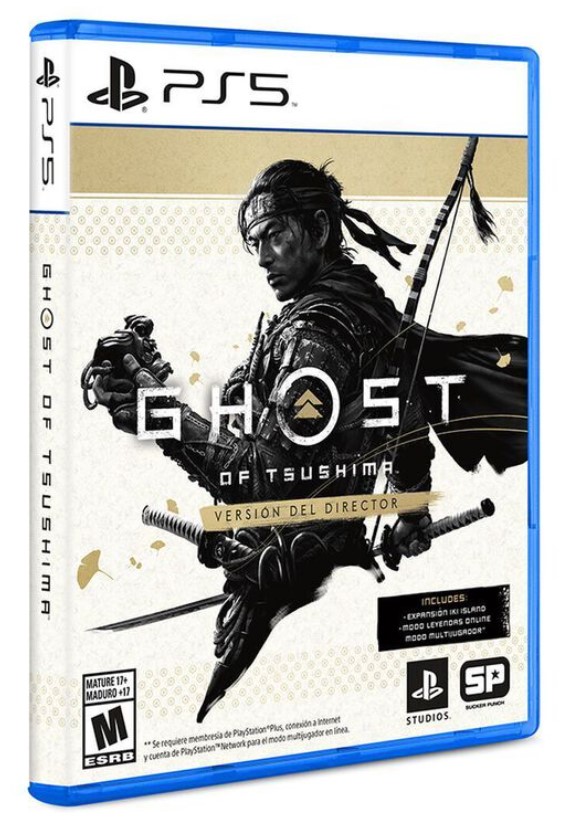 PS5
PS5
GHOST OF TSUSHIMA
GHOST
OF TSUSHIMA
VERSIÓN DEL DIRECTOR
INCLUDES:
-EXPANSIÓN IKI ISLAND
-MODO LEYENDAS ONLINE
MODO MULTIJUGADOR**
MATURE 17+
MADURO +17
M
ESRB
** Se requiere membresia de PlayStation®Plus, conexión a Internet
y cuenta de PlayStation™Network para el modo multijugador en línea.
STUDIOS
SP
SUCKER PUNCH